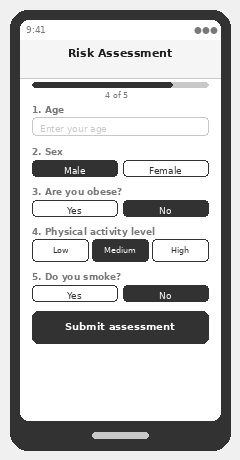 9:41
Risk Assessment
4 of 5
1. Age
Enter your age
2. Sex
Male Female
3. Are you obese?
Yes No
4. Physical activity level
Low Medium High
5. Do you smoke?
Yes No
Submit assessment